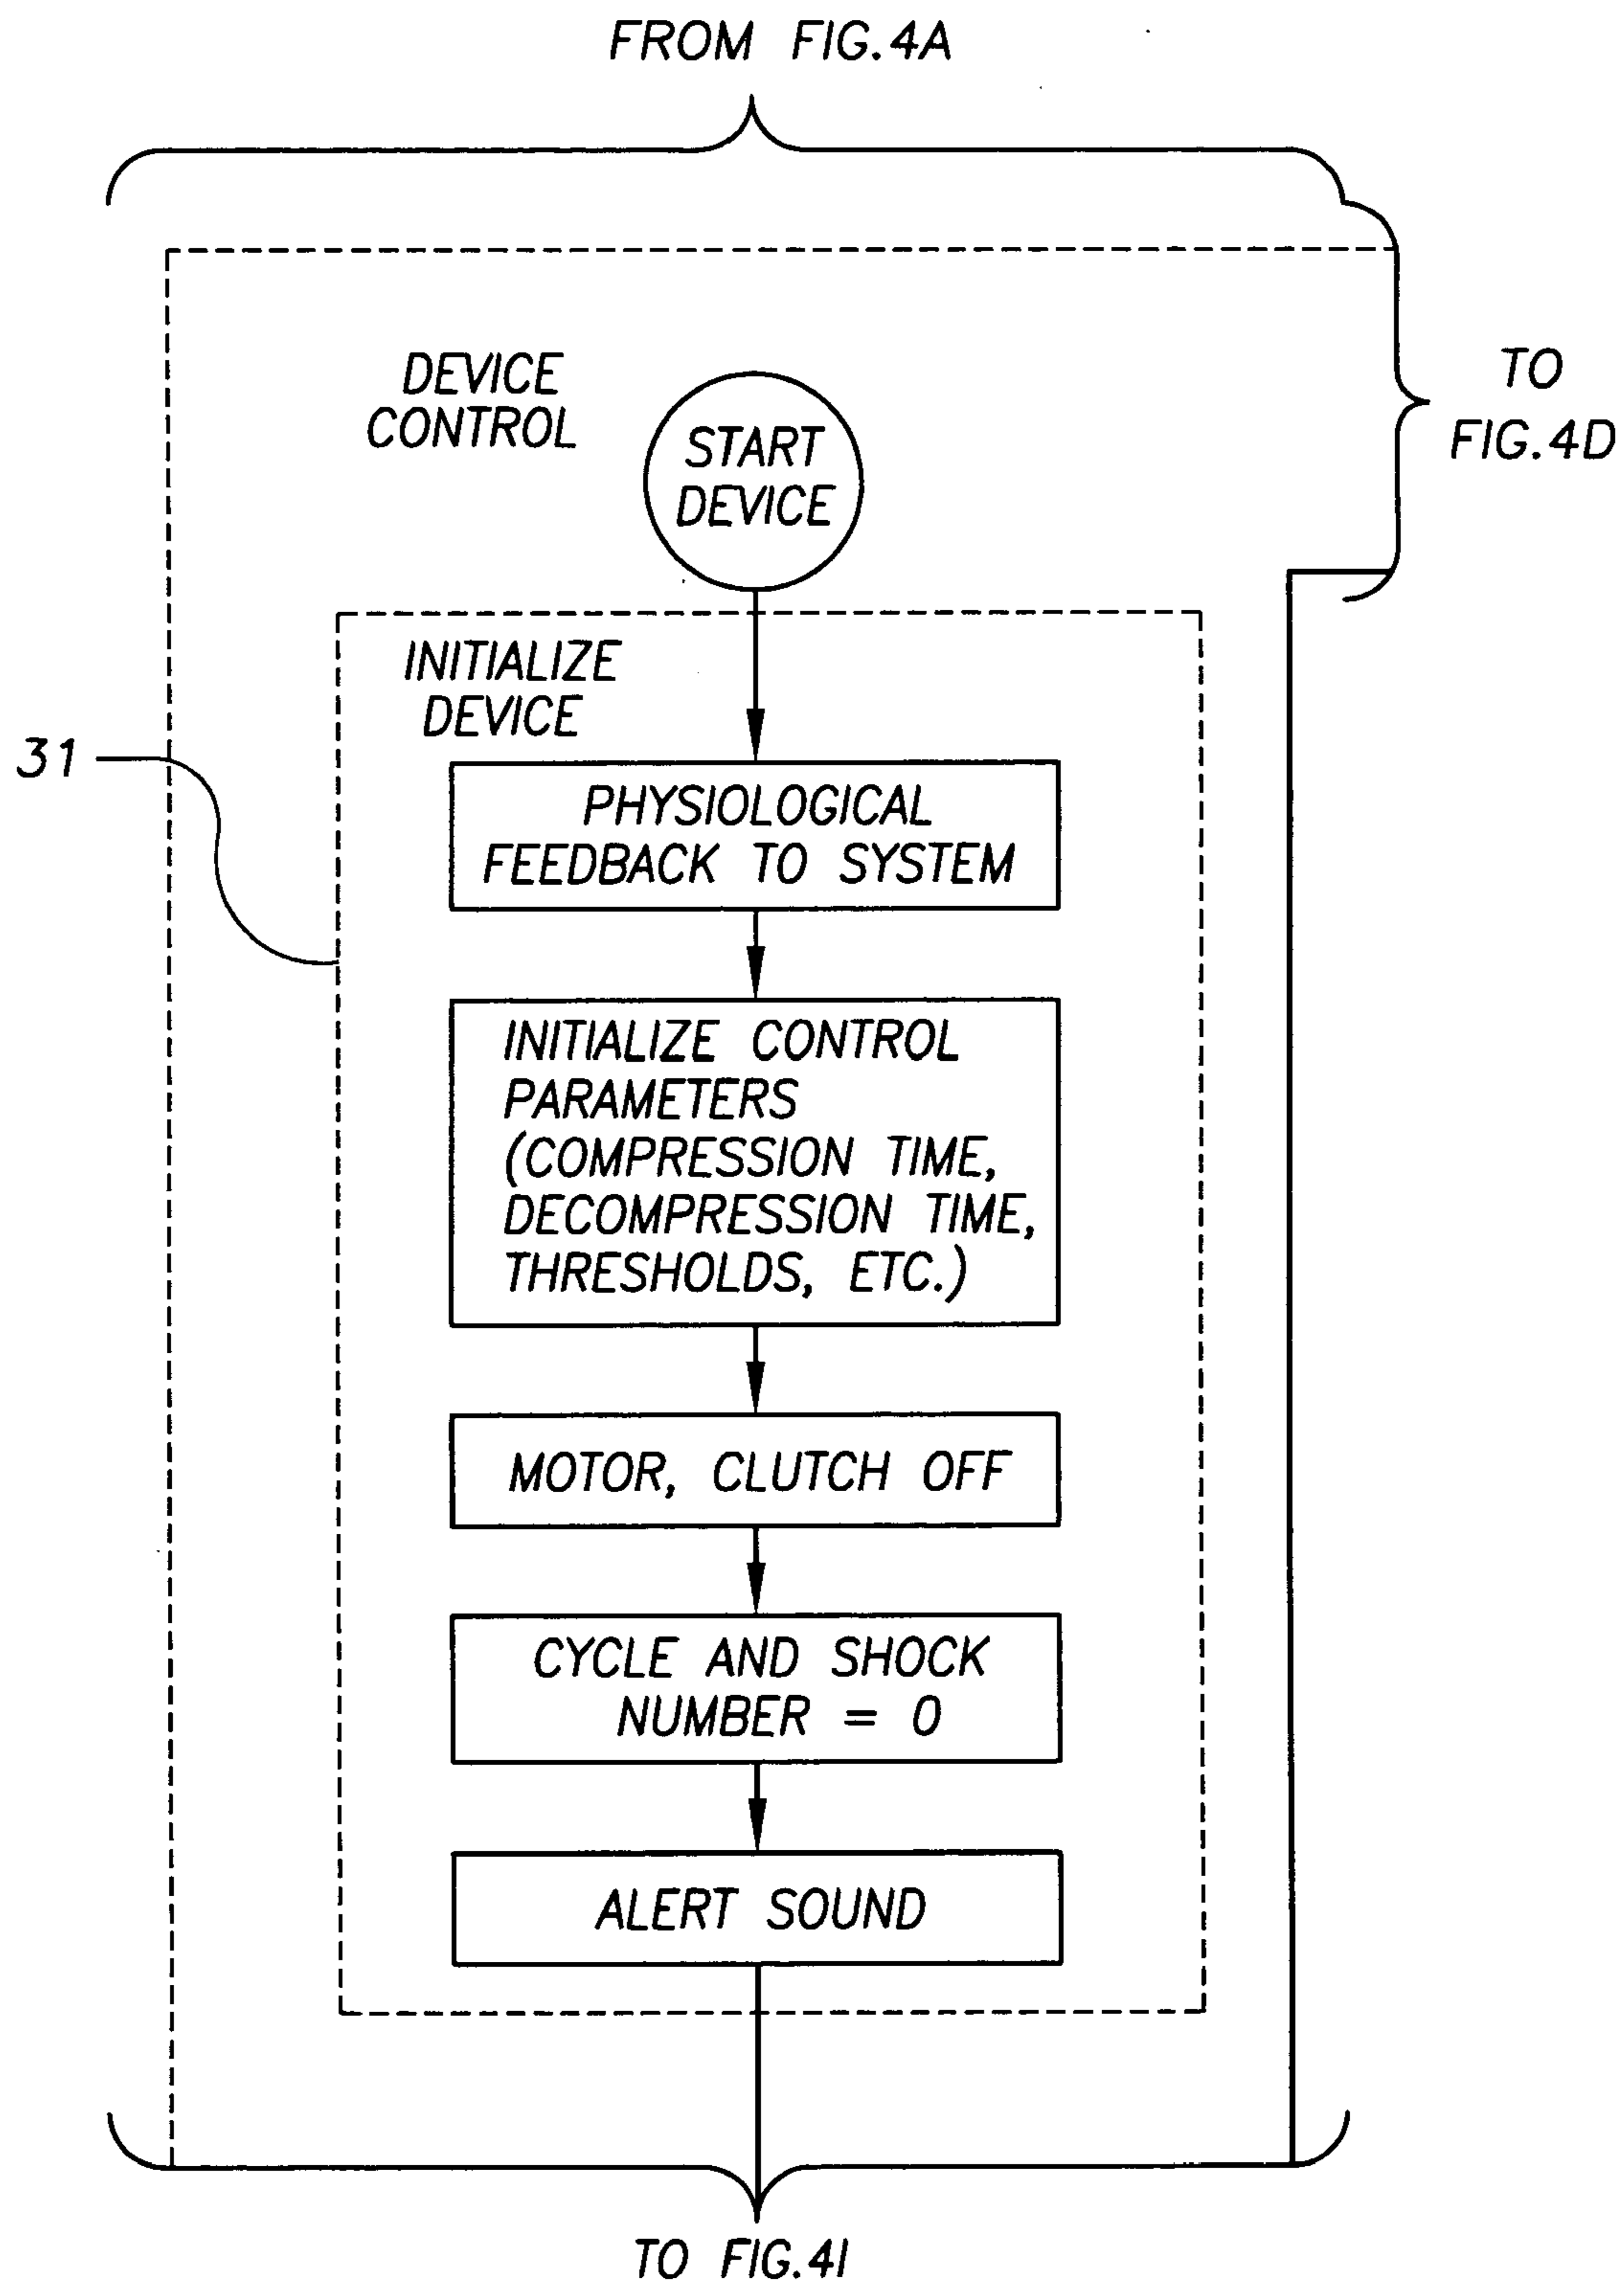 FROM FIG.4A
DEVICE
CONTROL
START
DEVICE
TO
FIG.4D
INITIALIZE
DEVICE
31
PHYSIOLOGICAL
FEEDBACK TO SYSTEM
INITIALIZE CONTROL
PARAMETERS
(COMPRESSION TIME,
DECOMPRESSION TIME,
THRESHOLDS, ETC.)
MOTOR, CLUTCH OFF
CYCLE AND SHOCK
NUMBER = 0
ALERT SOUND
TO FIG.4I